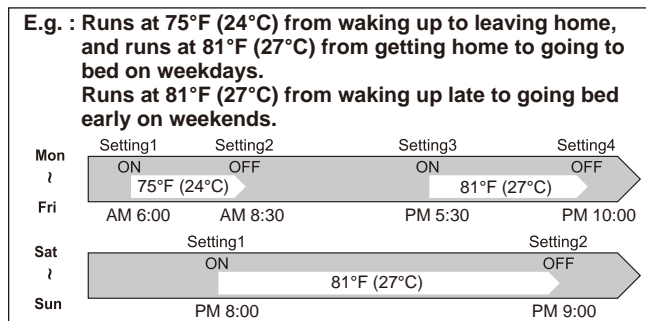 E.g. : Runs at 75°F (24°C) from waking up to leaving home,
and runs at 81°F (27°C) from getting home to going to
bed on weekdays.
Runs at 81°F (27°C) from waking up late to going bed
early on weekends.
Setting1 Setting2 Setting3 Setting4
Mon
ON OFF ON OFF
~
75°F (24°C) 81°F (27°C)
Fri
AM 6:00 AM 8:30 PM 5:30 PM 10:00
Setting1 Setting2
Sat
ON OFF
~
81°F (27°C)
Sun
PM 8:00 PM 9:00